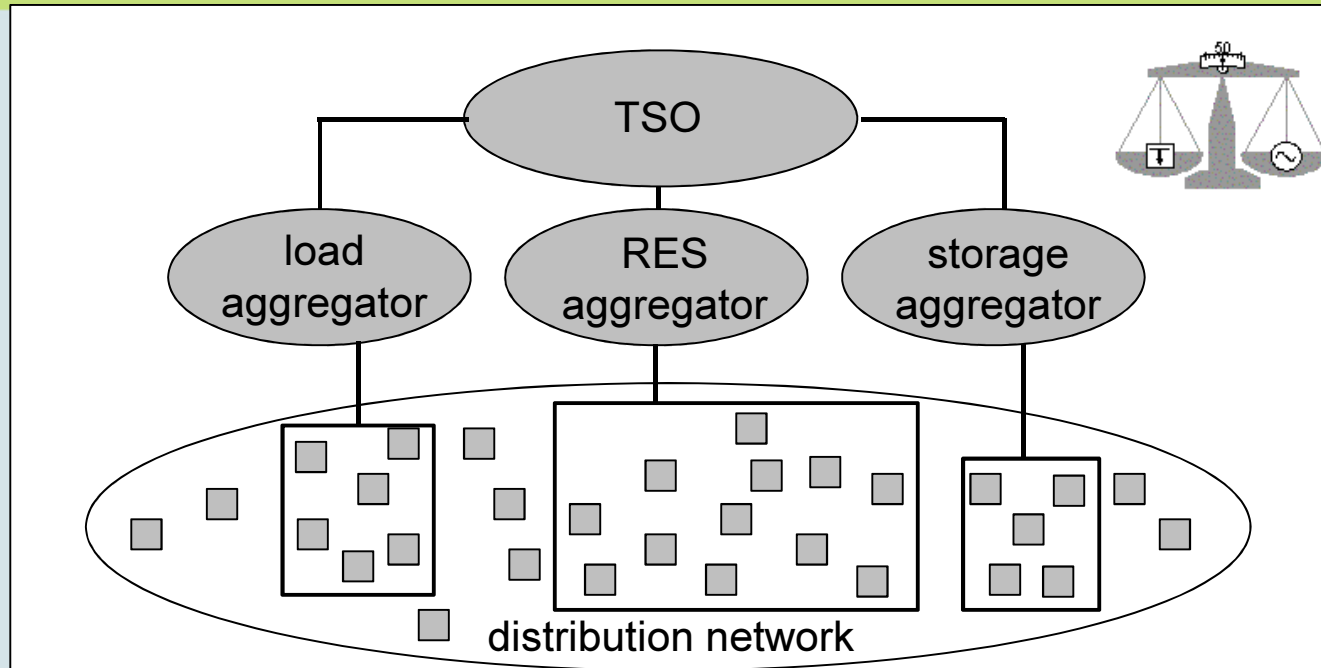 50
TSO
load
aggregator
RES
aggregator
storage
aggregator
distribution network